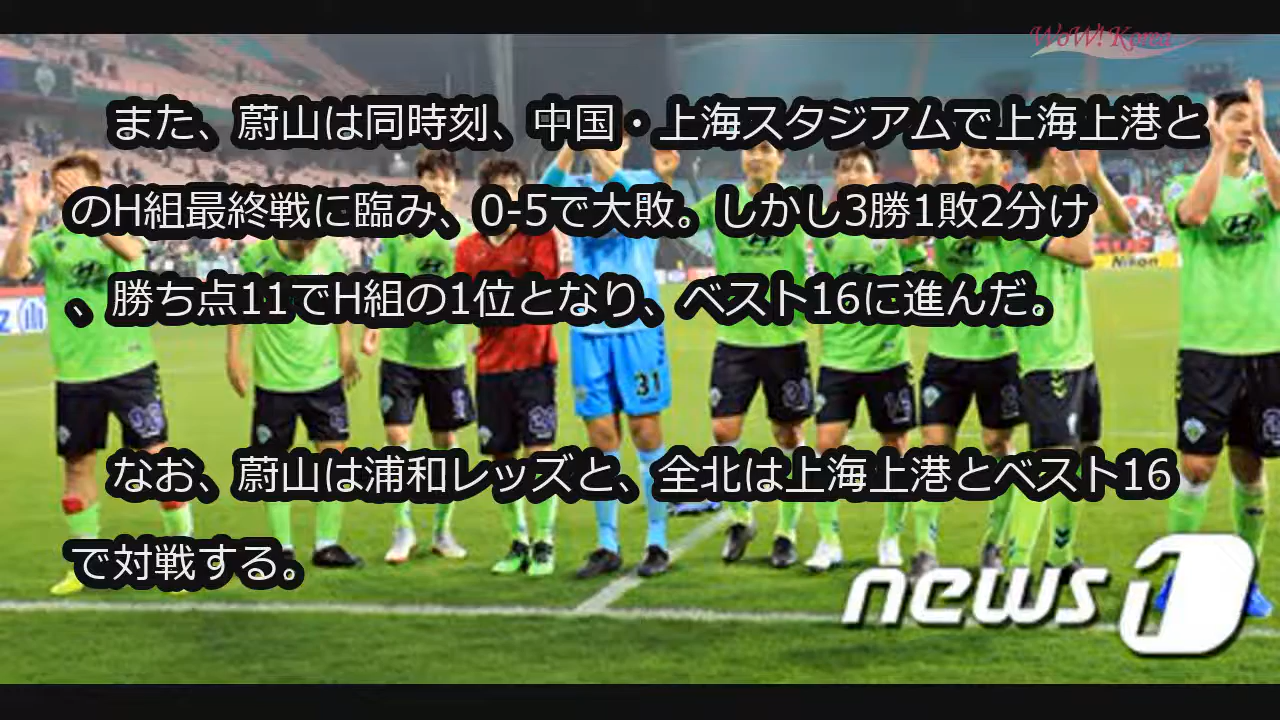 WoW! Korea
また、蔚山は同時刻、中国・上海スタジアムで上海上港と
のH組最終戦に臨み、0-5で大敗。しかし3勝1敗2分け
、勝ち点11でH組の1位となり、ベスト16に進んだ。
なお、蔚山は浦和レッズと、全北は上海上港とベスト16
で対戦する。
Nikon
31
news1